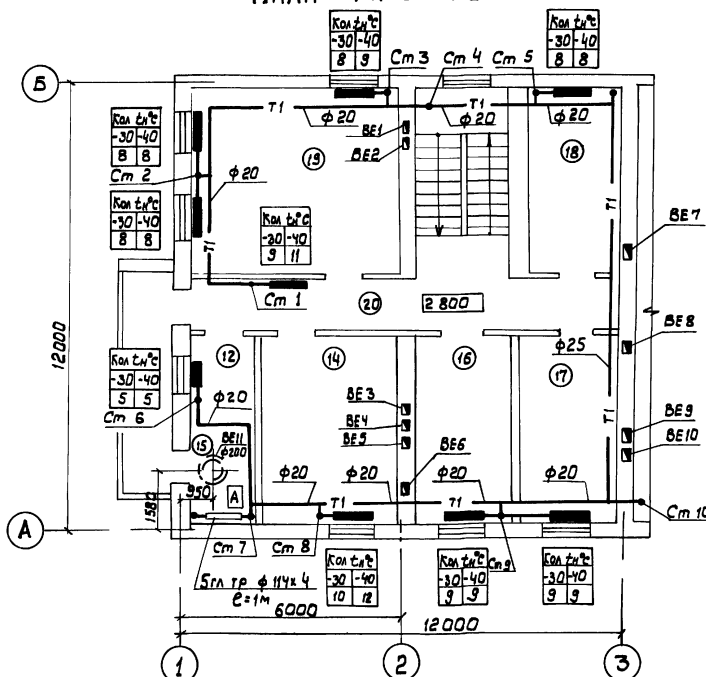 Кол tн°С
-30 -40
8 9
Ст 3
Ст 4
Ст 5
Кол tн°С
-30 -40
8 8
Б
Т1
ф20
Т1
ф20
ф20
ВЕ1
ВЕ2
19
18
Кол tн°С
-30 -40
8 8
Ст 2
ф20
Кол tн°С
-30 -40
8 8
Т1
Кол tн°С
-30 -40
9 11
Ст 1
Т1
ВЕ7
20
2 800
12000
12
14
16
17
ф25
ВЕ8
Кол tн°С
-30 -40
5 5
Ст 6
ф20
ВЕ3
ВЕ4
ВЕ5
Т1
ВЕ9
ВЕ10
15
ВЕ11
ф200
ВЕ6
950
А
1580
ф20
Т1
ф20
Т1
ф20
ф20
А
Ст 7
Ст 8
Ст 9
Ст 10
5гл тр ф 114х4
ℓ=1м
Кол tн°С
-30 -40
10 12
Кол tн°С
-30 -40
9 9
Кол tн°С
-30 -40
9 9
6000
12000
1
2
3